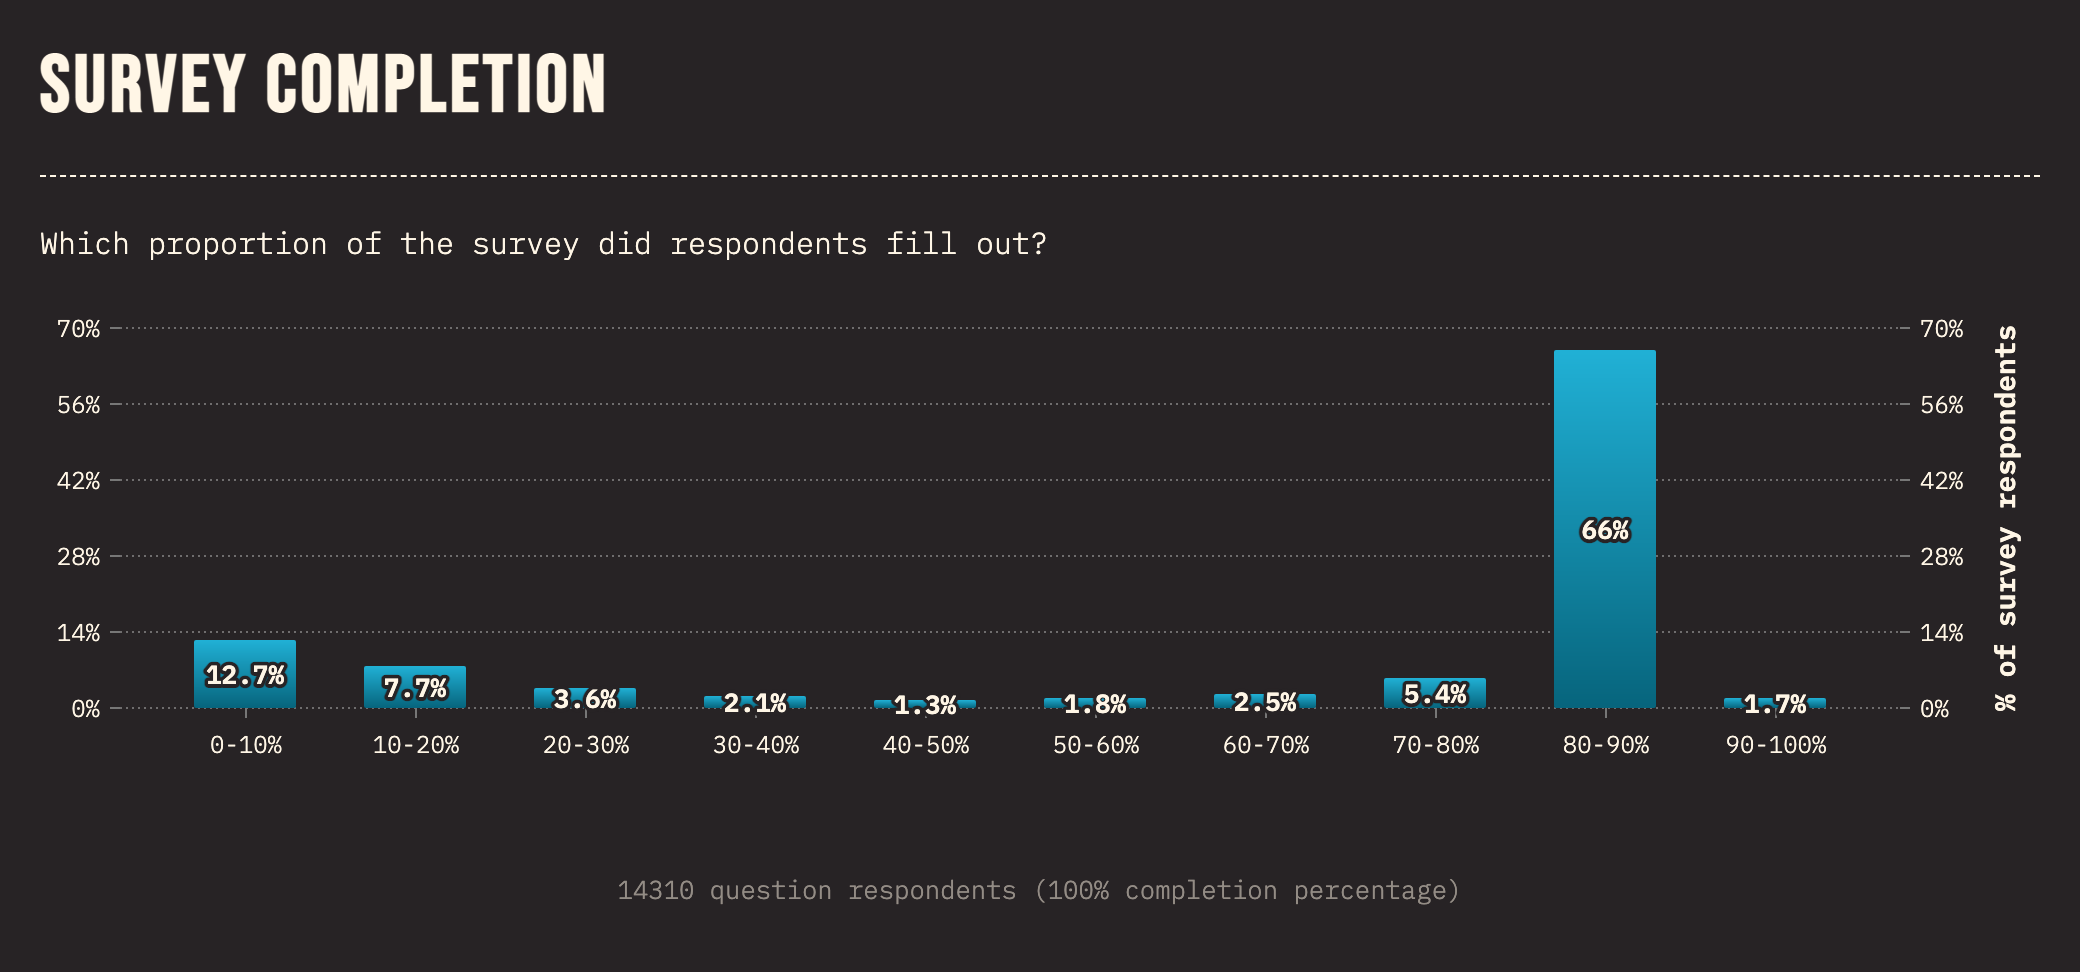 SURVEY COMPLETION
Which proportion of the survey did respondents fill out?
70% 70%
56% 56%
42% 42%
28% 28%
14% 14%
0% 0%
% of survey respondents
12.7% 7.7% 3.6% 2.1% 1.3% 1.8% 2.5% 5.4% 66% 1.7%
0-10% 10-20% 20-30% 30-40% 40-50% 50-60% 60-70% 70-80% 80-90% 90-100%
14310 question respondents (100% completion percentage)